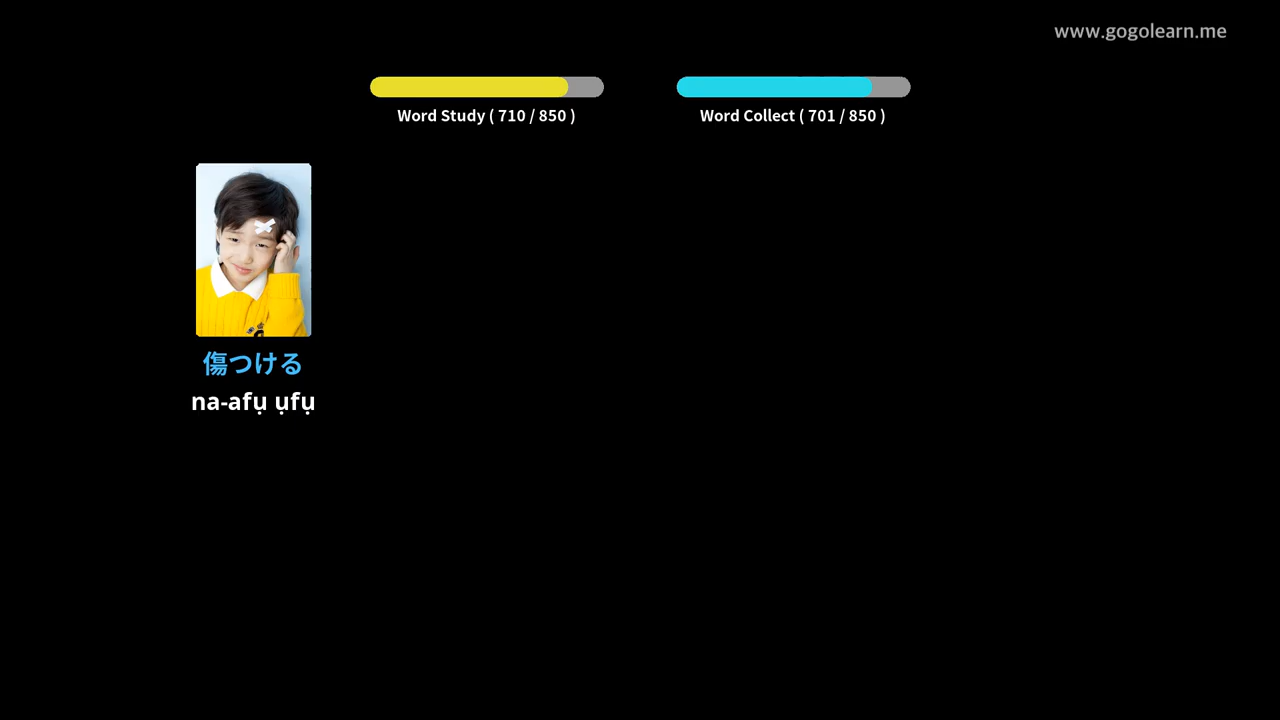 www.gogolearn.me
Word Study ( 710 / 850 )
Word Collect ( 701 / 850 )
傷つける
na-afụ ụfụ